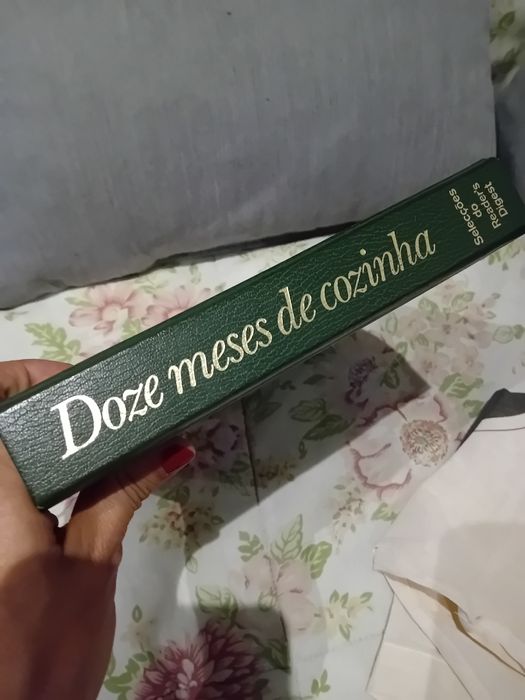 Doze meses de cozinha
Selecções
do
Reader's
Digest